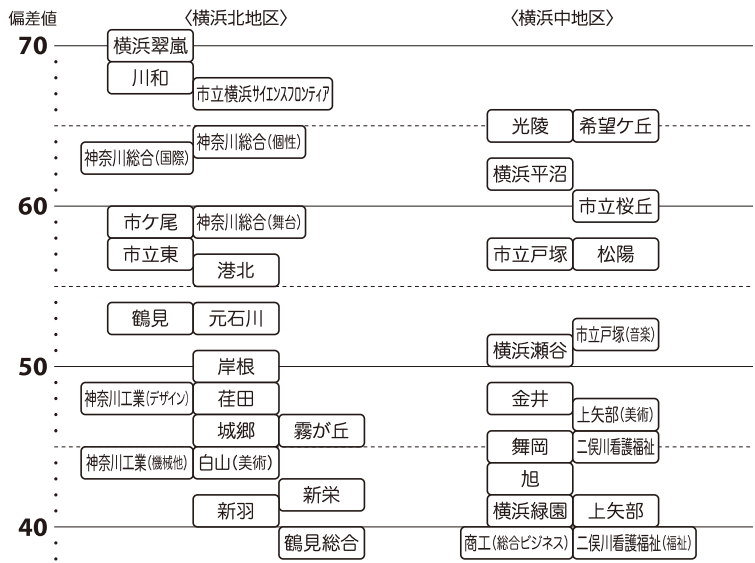 偏差値 〈横浜北地区〉 〈横浜中地区〉
70
横浜翠嵐
川和
市立横浜サイエンスフロンティア
光陵 希望ケ丘
神奈川総合(個性)
神奈川総合(国際)
横浜平沼
60
市立桜丘
市ケ尾 神奈川総合(舞台)
市立東 市立戸塚 松陽
港北
鶴見 元石川
市立戸塚(音楽)
横浜瀬谷
50
岸根
神奈川工業(デザイン) 荏田 金井
上矢部(美術)
城郷 霧が丘
舞岡 二俣川看護福祉
神奈川工業(機械他) 白山(美術)
旭
新栄
新羽 横浜緑園 上矢部
40
鶴見総合 商工(総合ビジネス) 二俣川看護福祉(福祉)